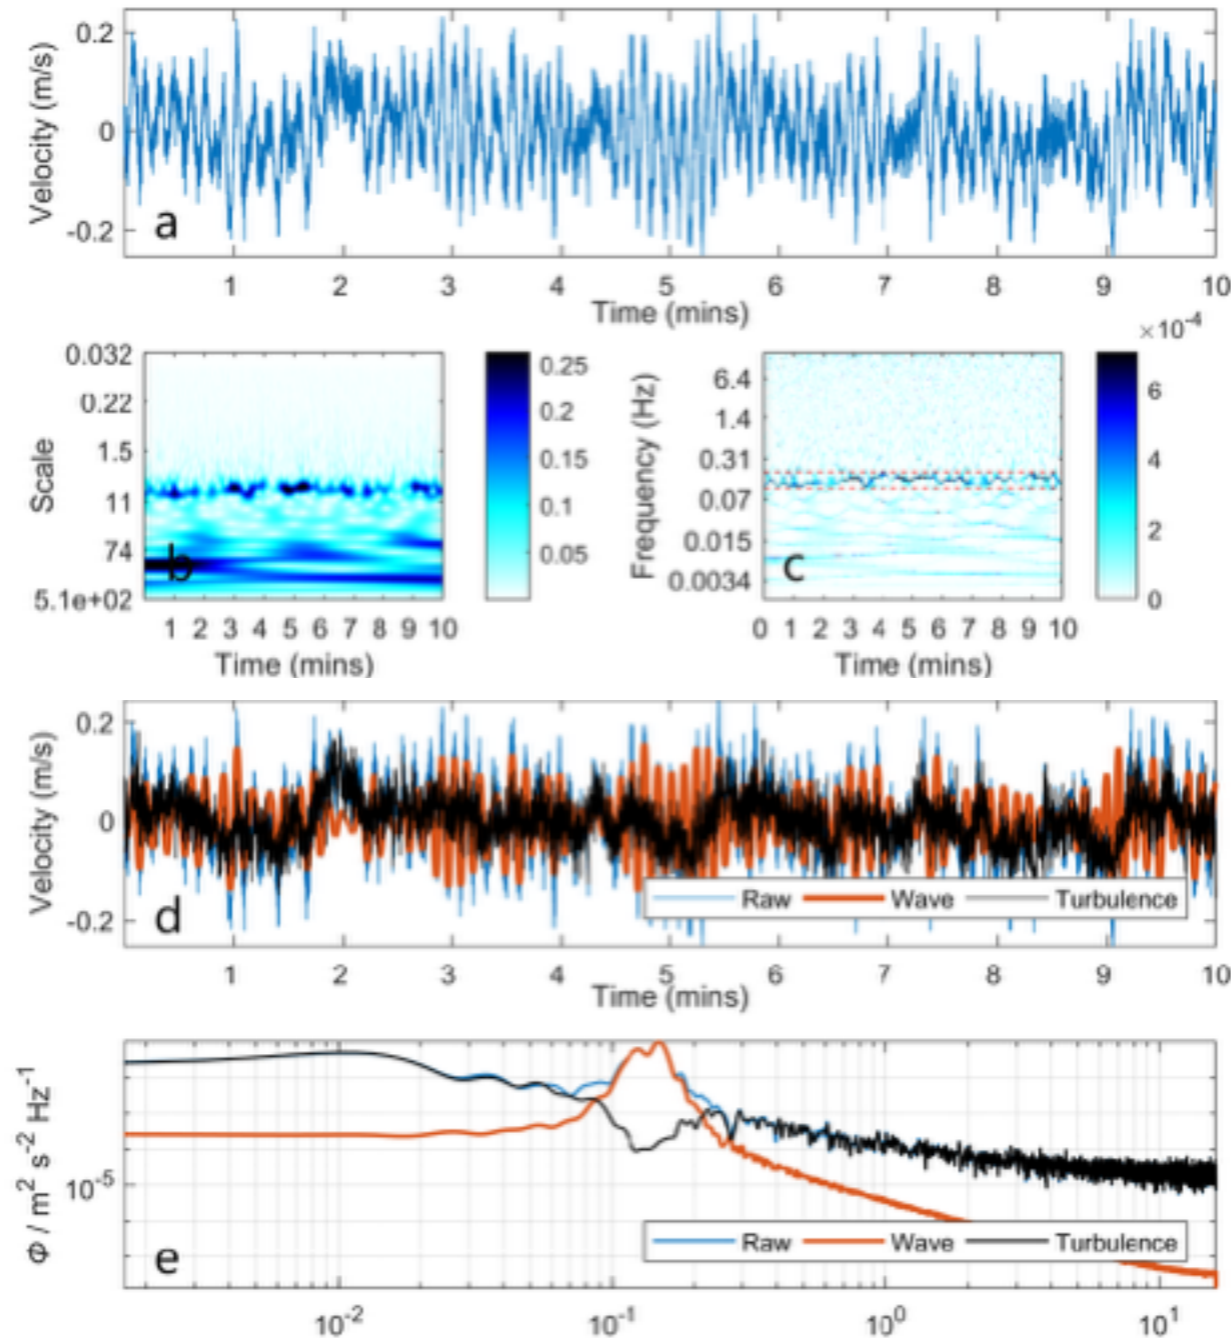 0.2
0
-0.2
Velocity (m/s)
a
1 2 3 4 5 6 7 8 9 10
Time (mins)
0.032
0.22
1.5
11
74
5.1e+02
Scale
b
1 2 3 4 5 6 7 8 9 10
Time (mins)
0.25
0.2
0.15
0.1
0.05
6.4
1.4
0.31
0.07
0.015
0.0034
Frequency (Hz)
c
0 1 2 3 4 5 6 7 8 9 10
Time (mins)
×10⁻⁴
6
4
2
0
0.2
0
-0.2
Velocity (m/s)
d
Raw Wave Turbulence
1 2 3 4 5 6 7 8 9 10
Time (mins)
Φ / m² s⁻² Hz⁻¹
10⁻⁵
e
Raw Wave Turbulence
10⁻² 10⁻¹ 10⁰ 10¹